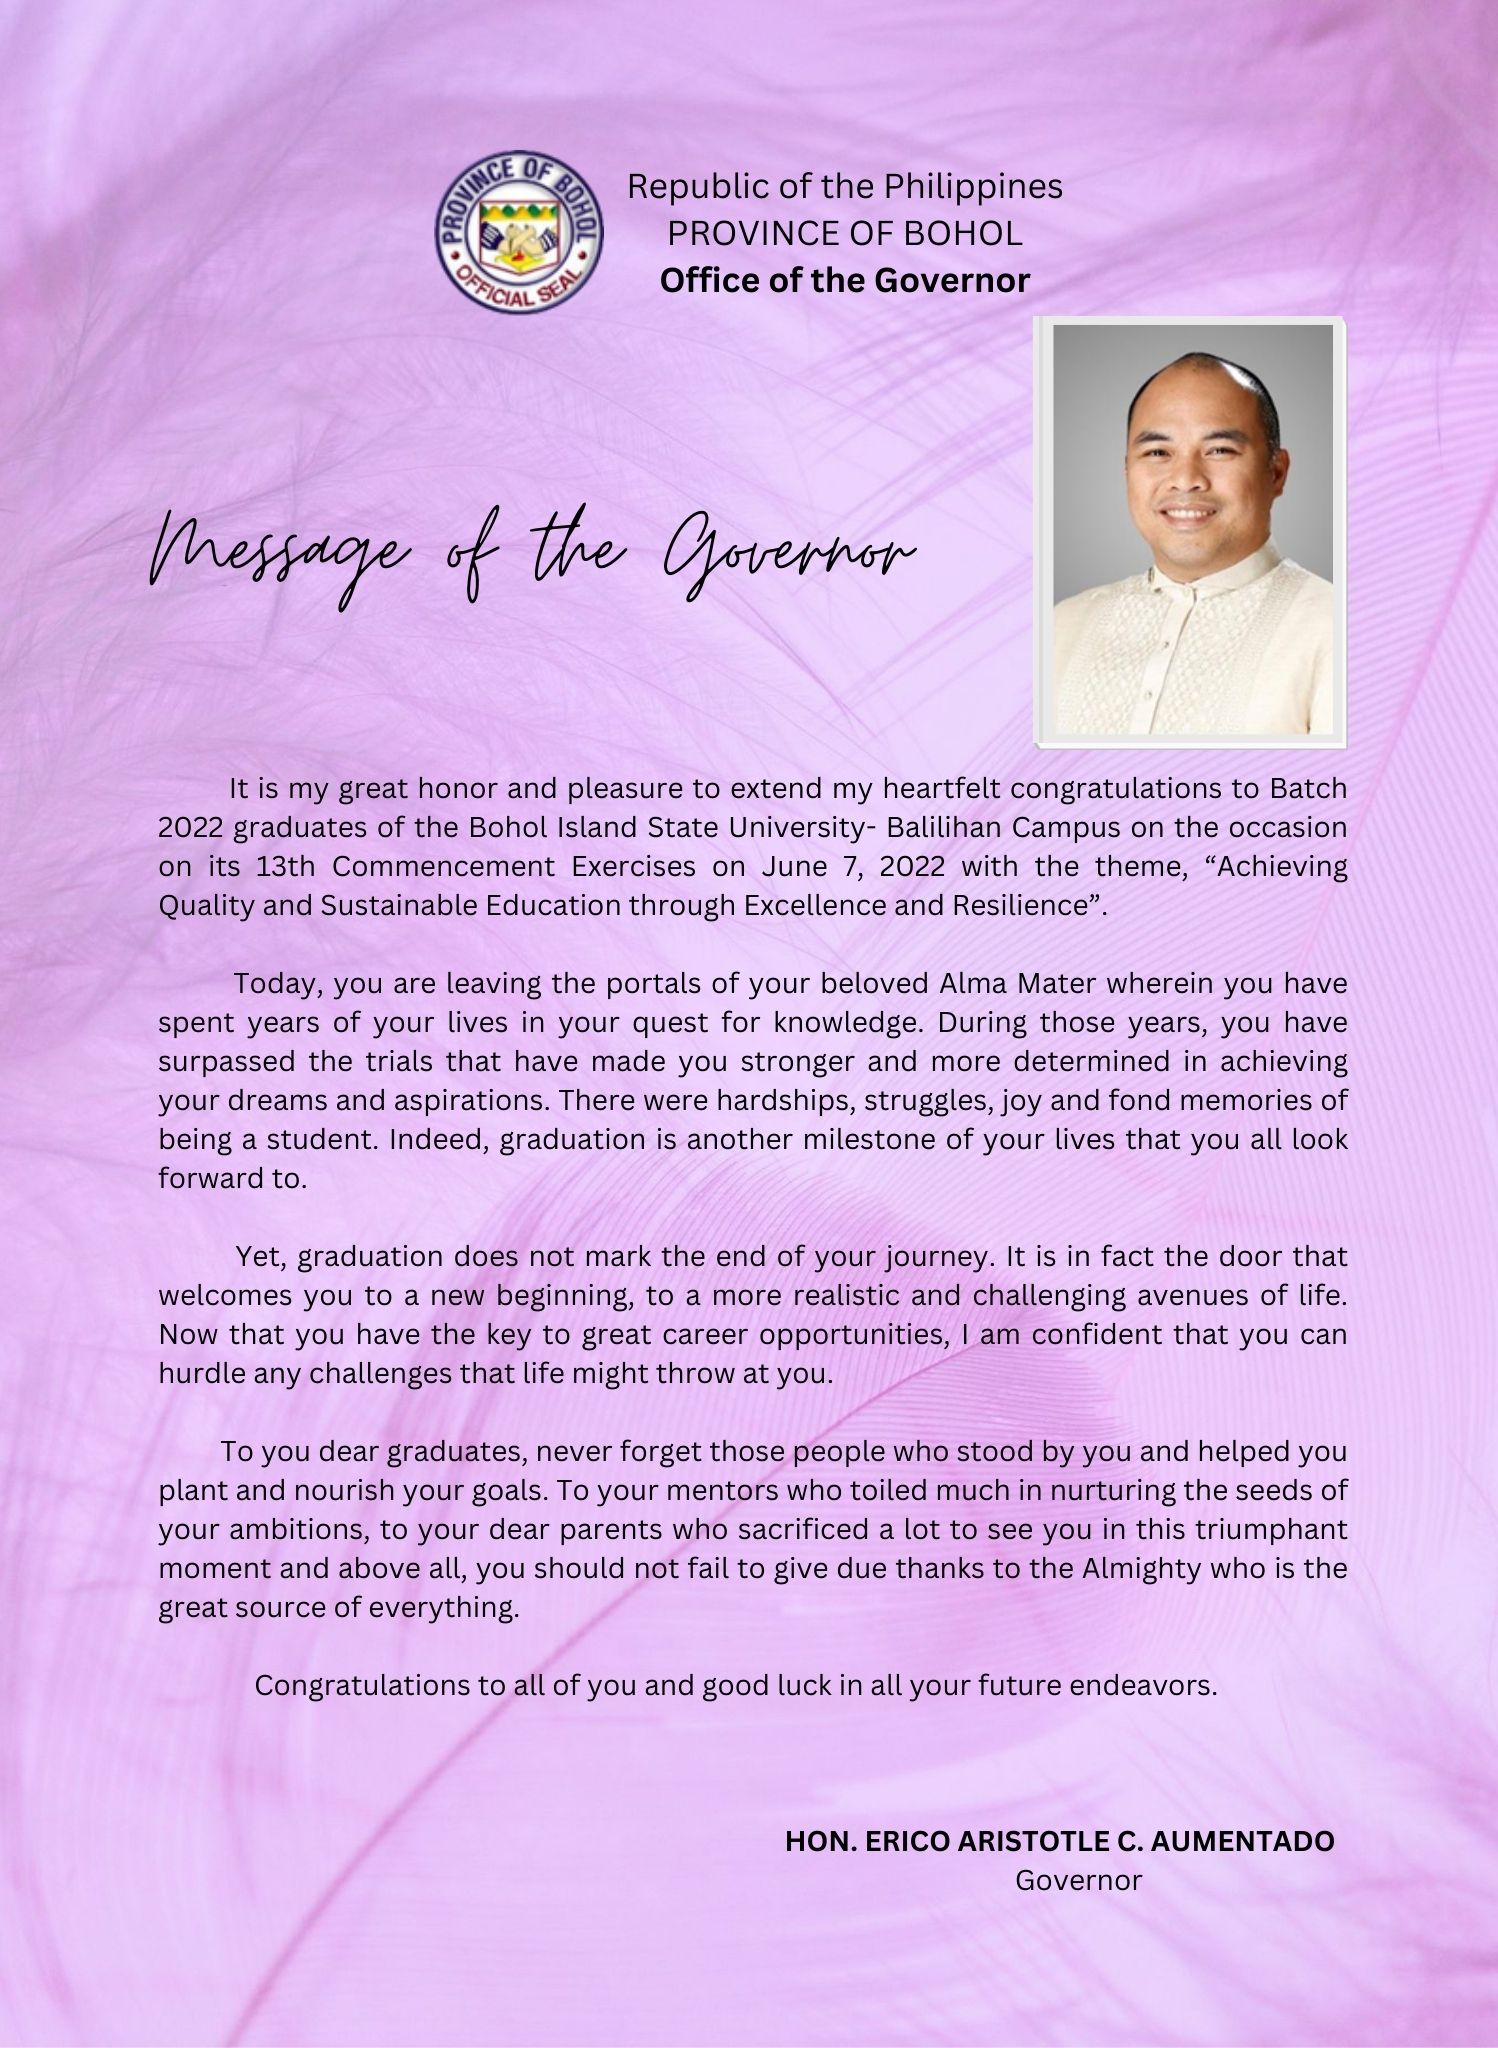 PROVINCE OF BOHOL
OFFICIAL SEAL
Republic of the Philippines
PROVINCE OF BOHOL
Office of the Governor
Message of the Governor
It is my great honor and pleasure to extend my heartfelt congratulations to Batch
2022 graduates of the Bohol Island State University- Balilihan Campus on the occasion
on its 13th Commencement Exercises on June 7, 2022 with the theme, “Achieving
Quality and Sustainable Education through Excellence and Resilience”.
Today, you are leaving the portals of your beloved Alma Mater wherein you have
spent years of your lives in your quest for knowledge. During those years, you have
surpassed the trials that have made you stronger and more determined in achieving
your dreams and aspirations. There were hardships, struggles, joy and fond memories of
being a student. Indeed, graduation is another milestone of your lives that you all look
forward to.
Yet, graduation does not mark the end of your journey. It is in fact the door that
welcomes you to a new beginning, to a more realistic and challenging avenues of life.
Now that you have the key to great career opportunities, I am confident that you can
hurdle any challenges that life might throw at you.
To you dear graduates, never forget those people who stood by you and helped you
plant and nourish your goals. To your mentors who toiled much in nurturing the seeds of
your ambitions, to your dear parents who sacrificed a lot to see you in this triumphant
moment and above all, you should not fail to give due thanks to the Almighty who is the
great source of everything.
Congratulations to all of you and good luck in all your future endeavors.
HON. ERICO ARISTOTLE C. AUMENTADO
Governor